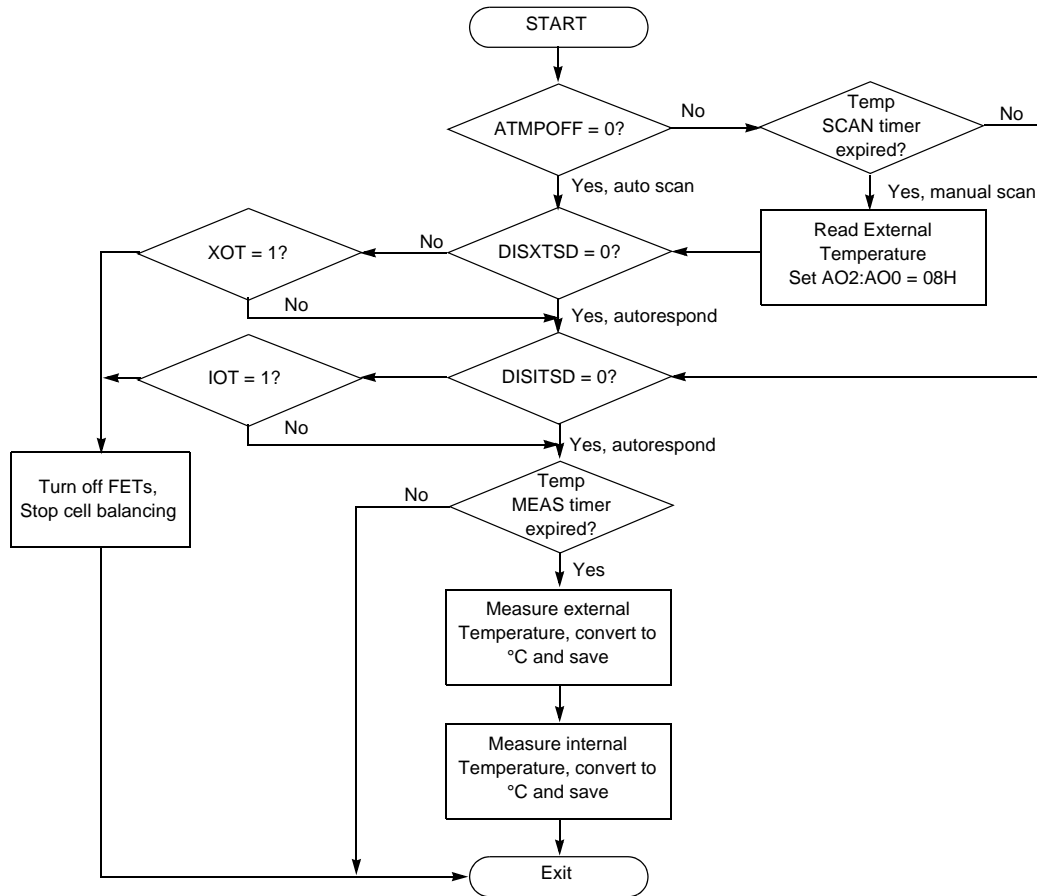 START
ATMPOFF = 0?
No
Temp
SCAN timer
expired?
No
Yes, auto scan
Yes, manual scan
XOT = 1?
No
DISXTSD = 0?
Read External
Temperature
Set AO2:AO0 = 08H
No
Yes, autorespond
IOT = 1?
DISITSD = 0?
No
Yes, autorespond
Turn off FETs,
Stop cell balancing
No
Temp
MEAS timer
expired?
Yes
Measure external
Temperature, convert to
°C and save
Measure internal
Temperature, convert to
°C and save
Exit